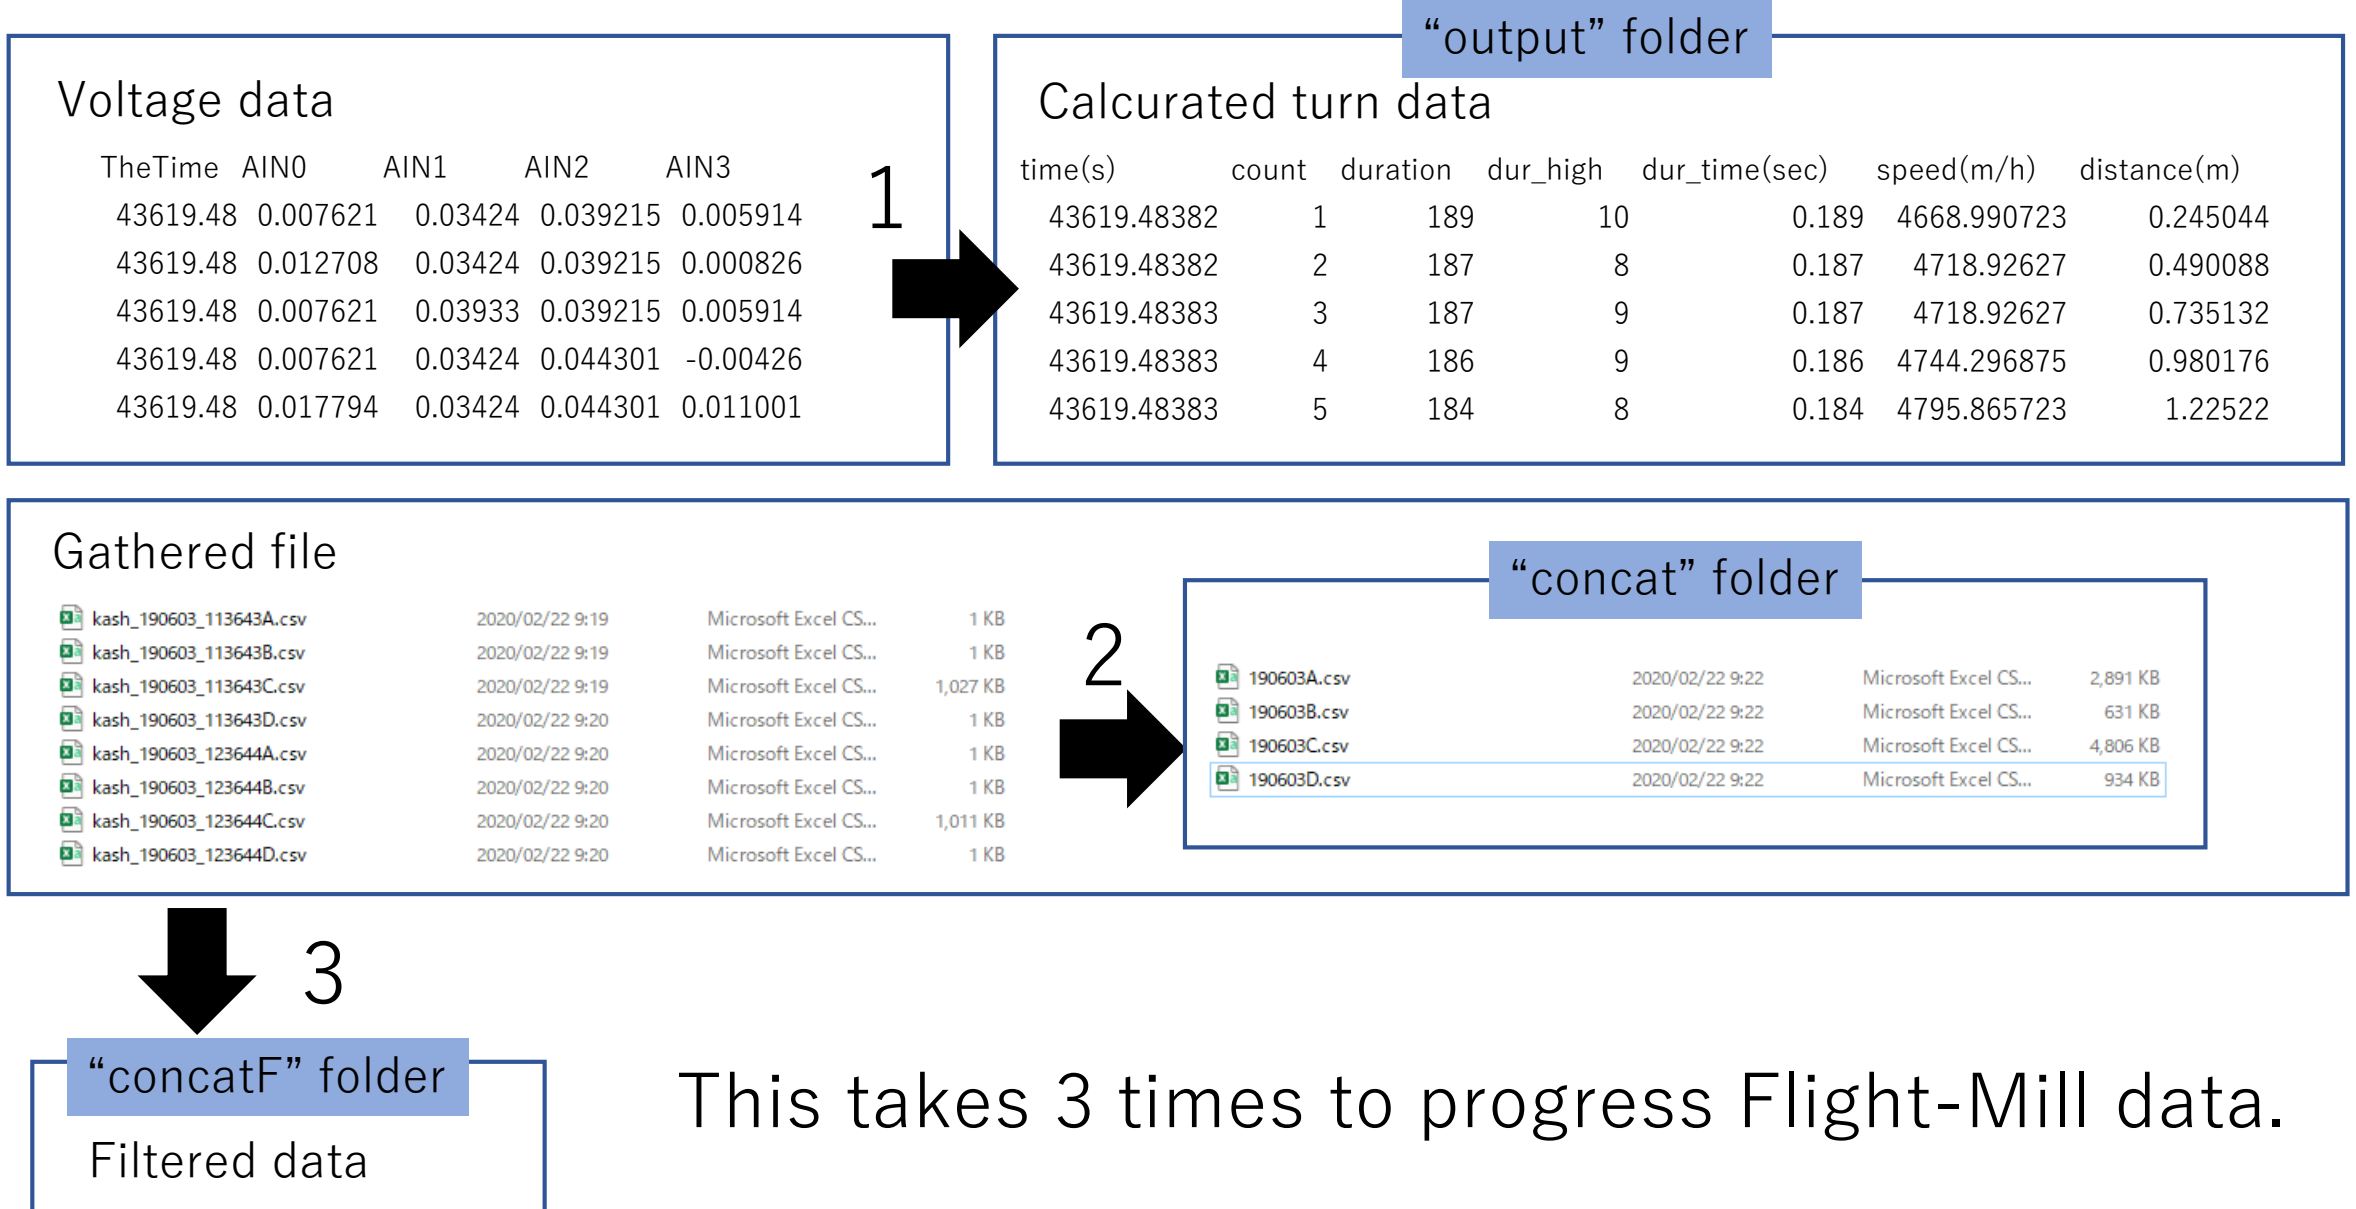 Voltage data
TheTime AIN0 AIN1 AIN2 AIN3
43619.48 0.007621 0.03424 0.039215 0.005914
43619.48 0.012708 0.03424 0.039215 0.000826
43619.48 0.007621 0.03933 0.039215 0.005914
43619.48 0.007621 0.03424 0.044301 -0.00426
43619.48 0.017794 0.03424 0.044301 0.011001
1
“output” folder
Calcurated turn data
time(s) count duration dur_high dur_time(sec) speed(m/h) distance(m)
43619.48382 1 189 10 0.189 4668.990723 0.245044
43619.48382 2 187 8 0.187 4718.92627 0.490088
43619.48383 3 187 9 0.187 4718.92627 0.735132
43619.48383 4 186 9 0.186 4744.296875 0.980176
43619.48383 5 184 8 0.184 4795.865723 1.22522
Gathered file
kash_190603_113643A.csv 2020/02/22 9:19 Microsoft Excel CS... 1 KB
kash_190603_113643B.csv 2020/02/22 9:19 Microsoft Excel CS... 1 KB
kash_190603_113643C.csv 2020/02/22 9:19 Microsoft Excel CS... 1,027 KB
kash_190603_113643D.csv 2020/02/22 9:20 Microsoft Excel CS... 1 KB
kash_190603_123644A.csv 2020/02/22 9:20 Microsoft Excel CS... 1 KB
kash_190603_123644B.csv 2020/02/22 9:20 Microsoft Excel CS... 1 KB
kash_190603_123644C.csv 2020/02/22 9:20 Microsoft Excel CS... 1,011 KB
kash_190603_123644D.csv 2020/02/22 9:20 Microsoft Excel CS... 1 KB
2
“concat” folder
190603A.csv 2020/02/22 9:22 Microsoft Excel CS... 2,891 KB
190603B.csv 2020/02/22 9:22 Microsoft Excel CS... 631 KB
190603C.csv 2020/02/22 9:22 Microsoft Excel CS... 4,806 KB
190603D.csv 2020/02/22 9:22 Microsoft Excel CS... 934 KB
3
“concatF” folder
Filtered data
This takes 3 times to progress Flight-Mill data.